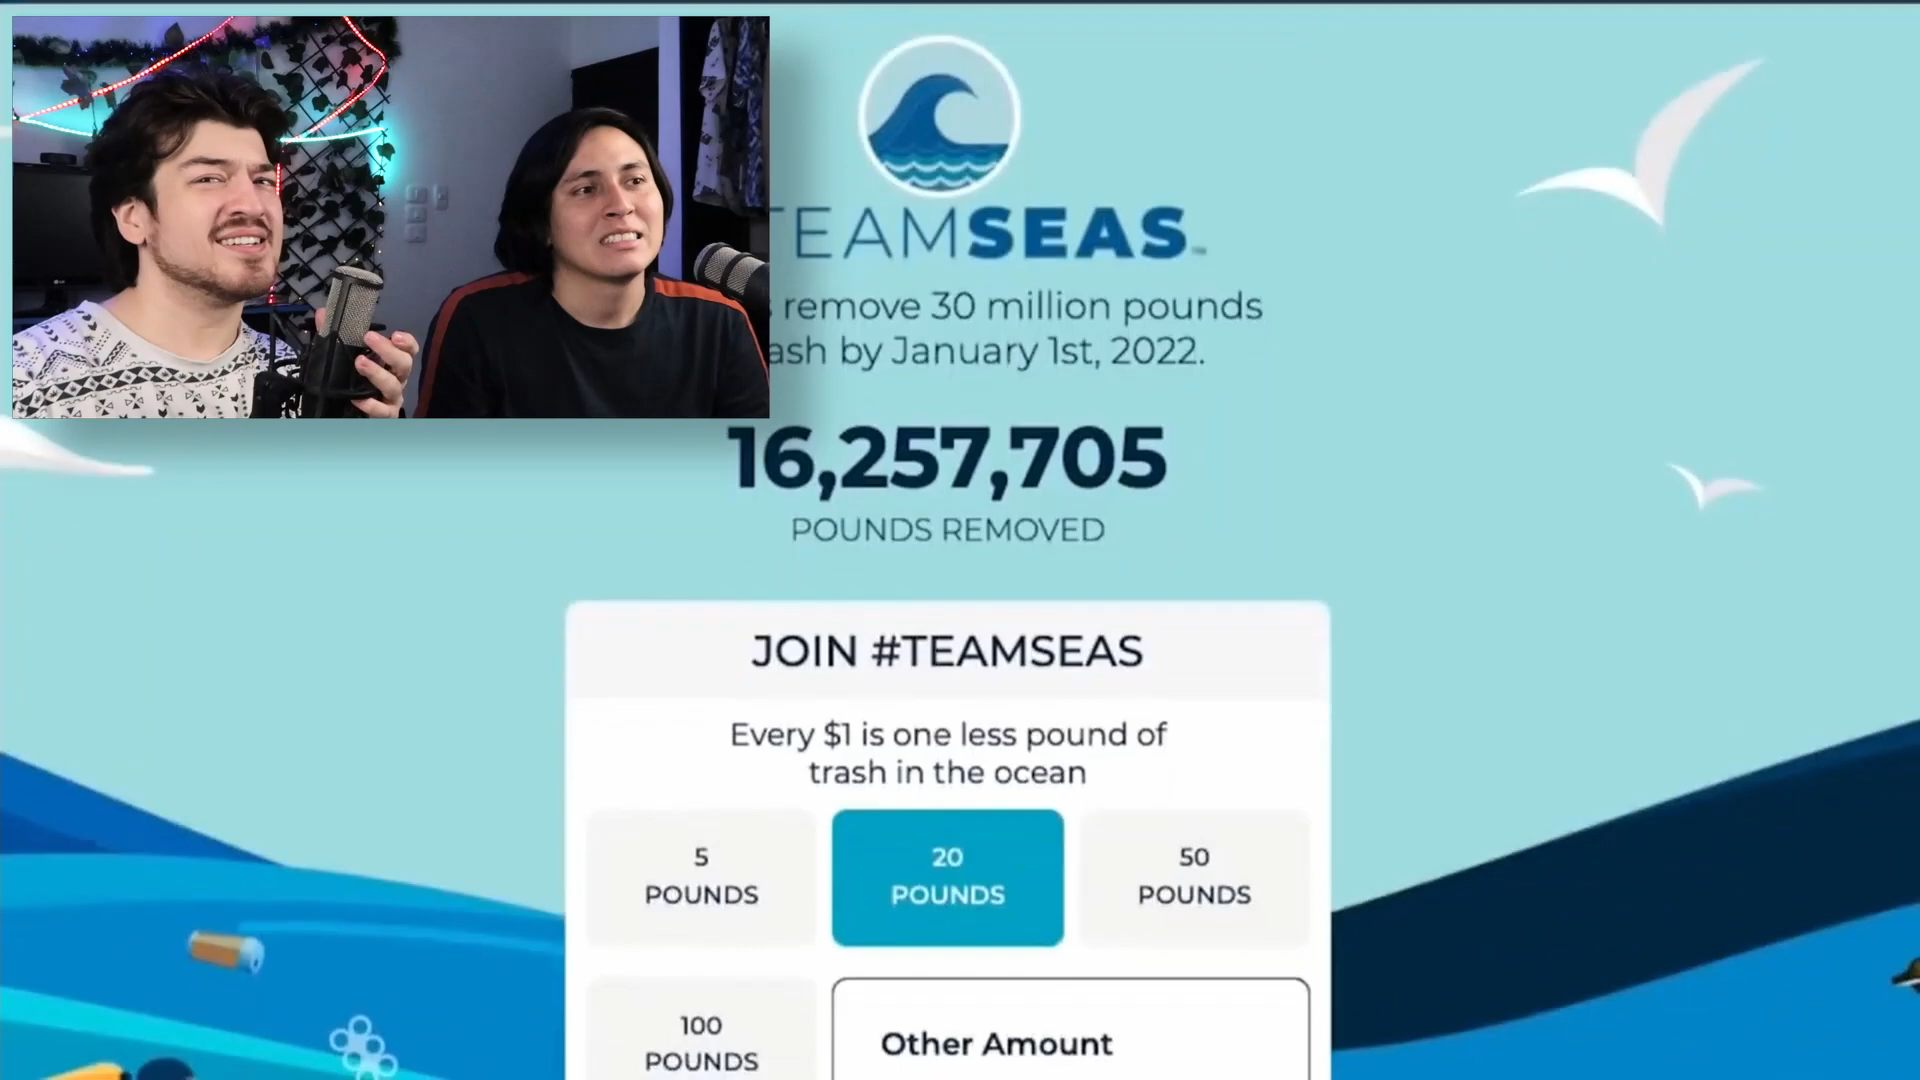 TEAMSEAS
remove 30 million pounds
ash by January 1st, 2022.
16,257,705
POUNDS REMOVED
JOIN #TEAMSEAS
Every $1 is one less pound of
trash in the ocean
5
POUNDS
20
POUNDS
50
POUNDS
100
POUNDS
Other Amount